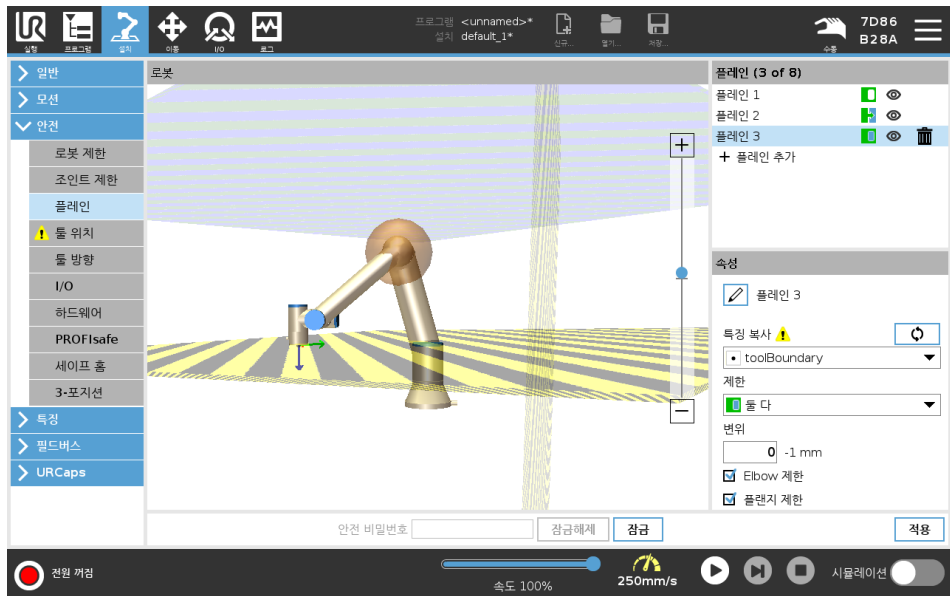 프로그램 <unnamed>*
설치 default_1*
신규...
열기...
저장...
실행
프로그램
설치
이동
I/O
로그
수동
7D86
B28A
일반
모션
안전
로봇 제한
조인트 제한
플레인
툴 위치
툴 방향
I/O
하드웨어
PROFIsafe
세이프 홈
3-포지션
특징
필드버스
URCaps
로봇
플레인 (3 of 8)
플레인 1
플레인 2
플레인 3
플레인 추가
속성
플레인 3
특징 복사
toolBoundary
제한
둘 다
변위
0 -1 mm
Elbow 제한
플랜지 제한
안전 비밀번호
잠금해제
잠금
적용
전원 꺼짐
속도 100%
250mm/s
시뮬레이션